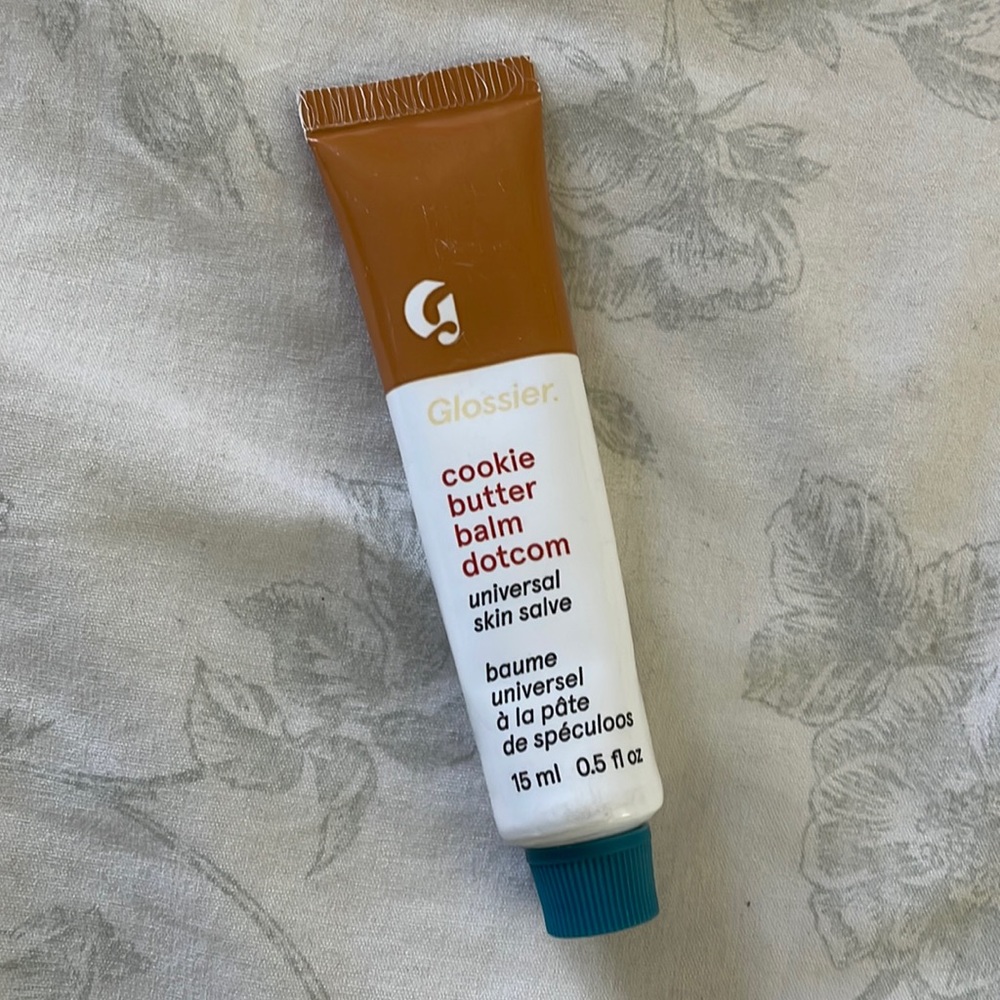 G
Glossier.
cookie
butter
balm
dotcom
universal
skin salve
baume
universel
à la pâte
de spéculoos
15 ml 0.5 fl oz